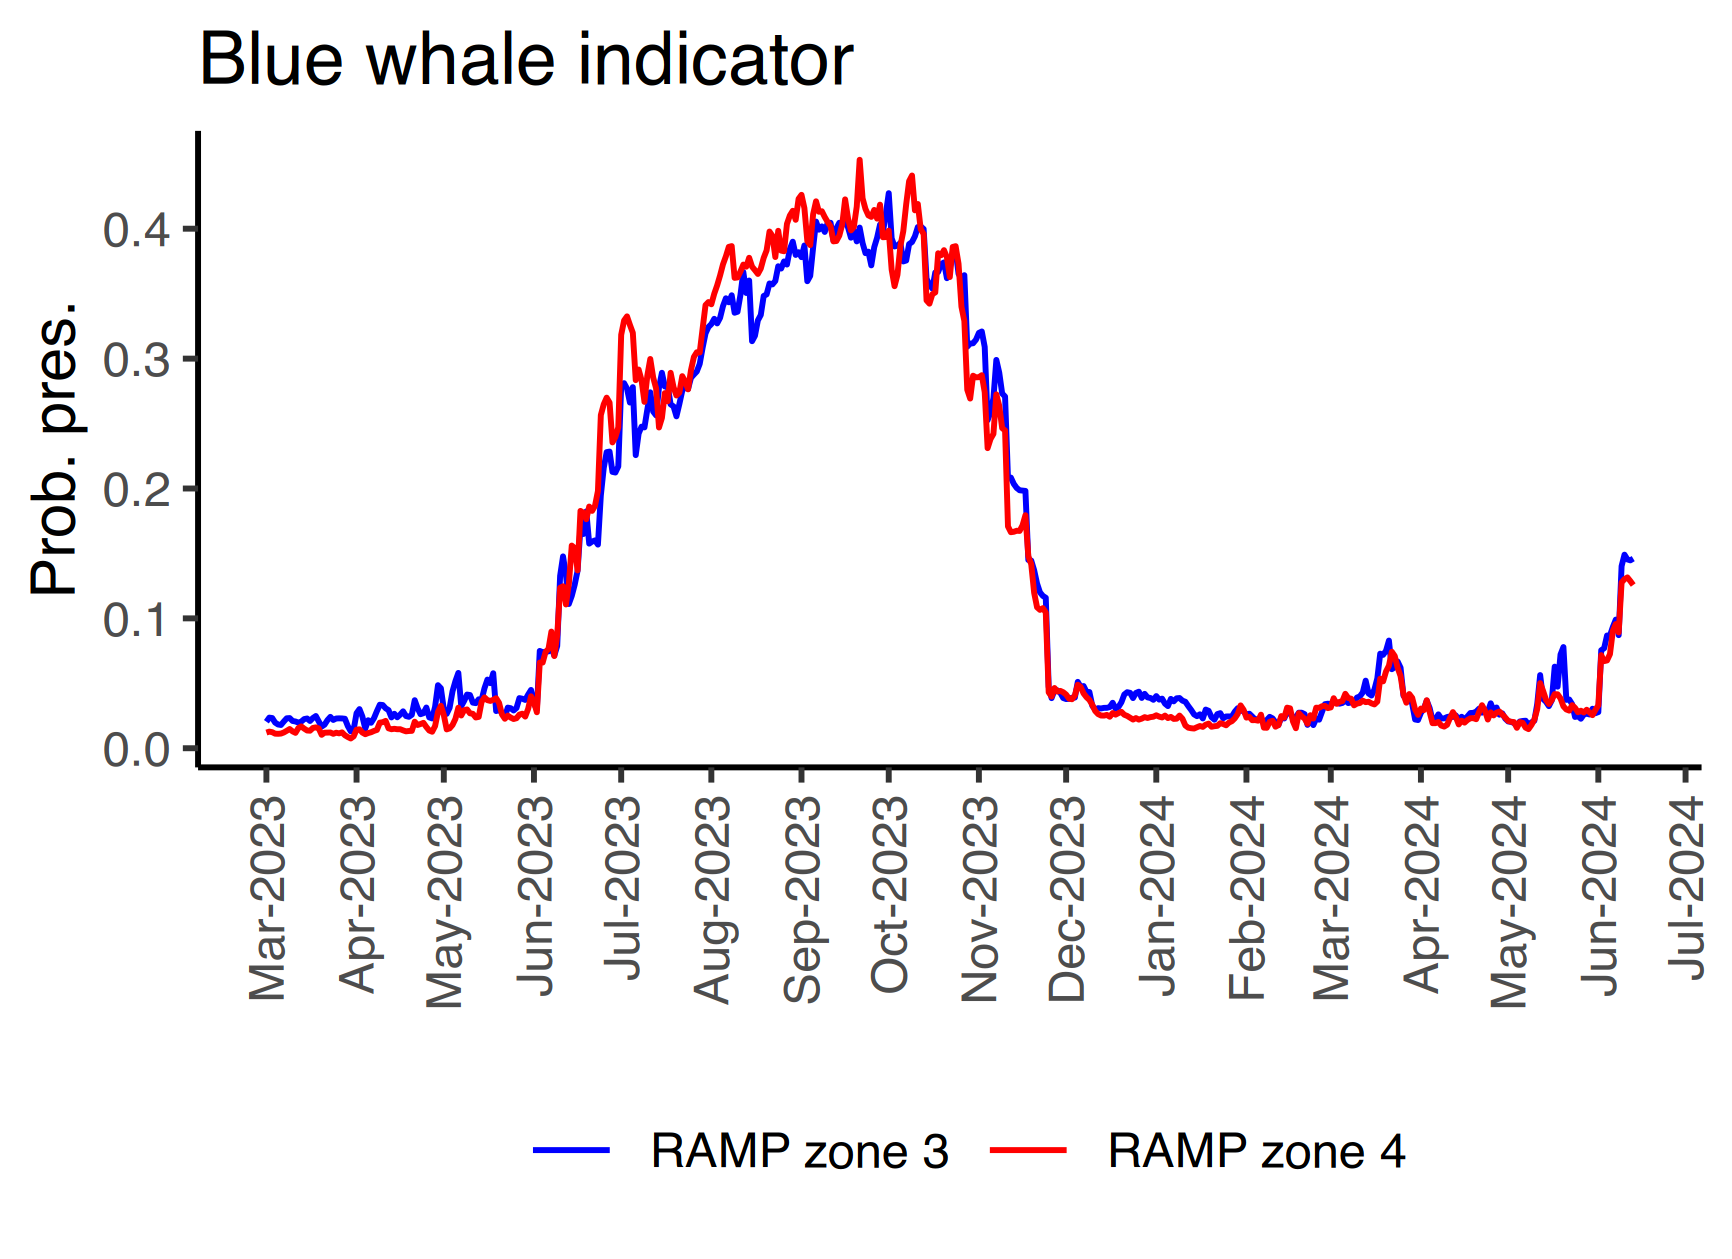 Blue whale indicator
Prob. pres.
0.4
0.3
0.2
0.1
0.0
Mar-2023
Apr-2023
May-2023
Jun-2023
Jul-2023
Aug-2023
Sep-2023
Oct-2023
Nov-2023
Dec-2023
Jan-2024
Feb-2024
Mar-2024
Apr-2024
May-2024
Jun-2024
Jul-2024
RAMP zone 3
RAMP zone 4